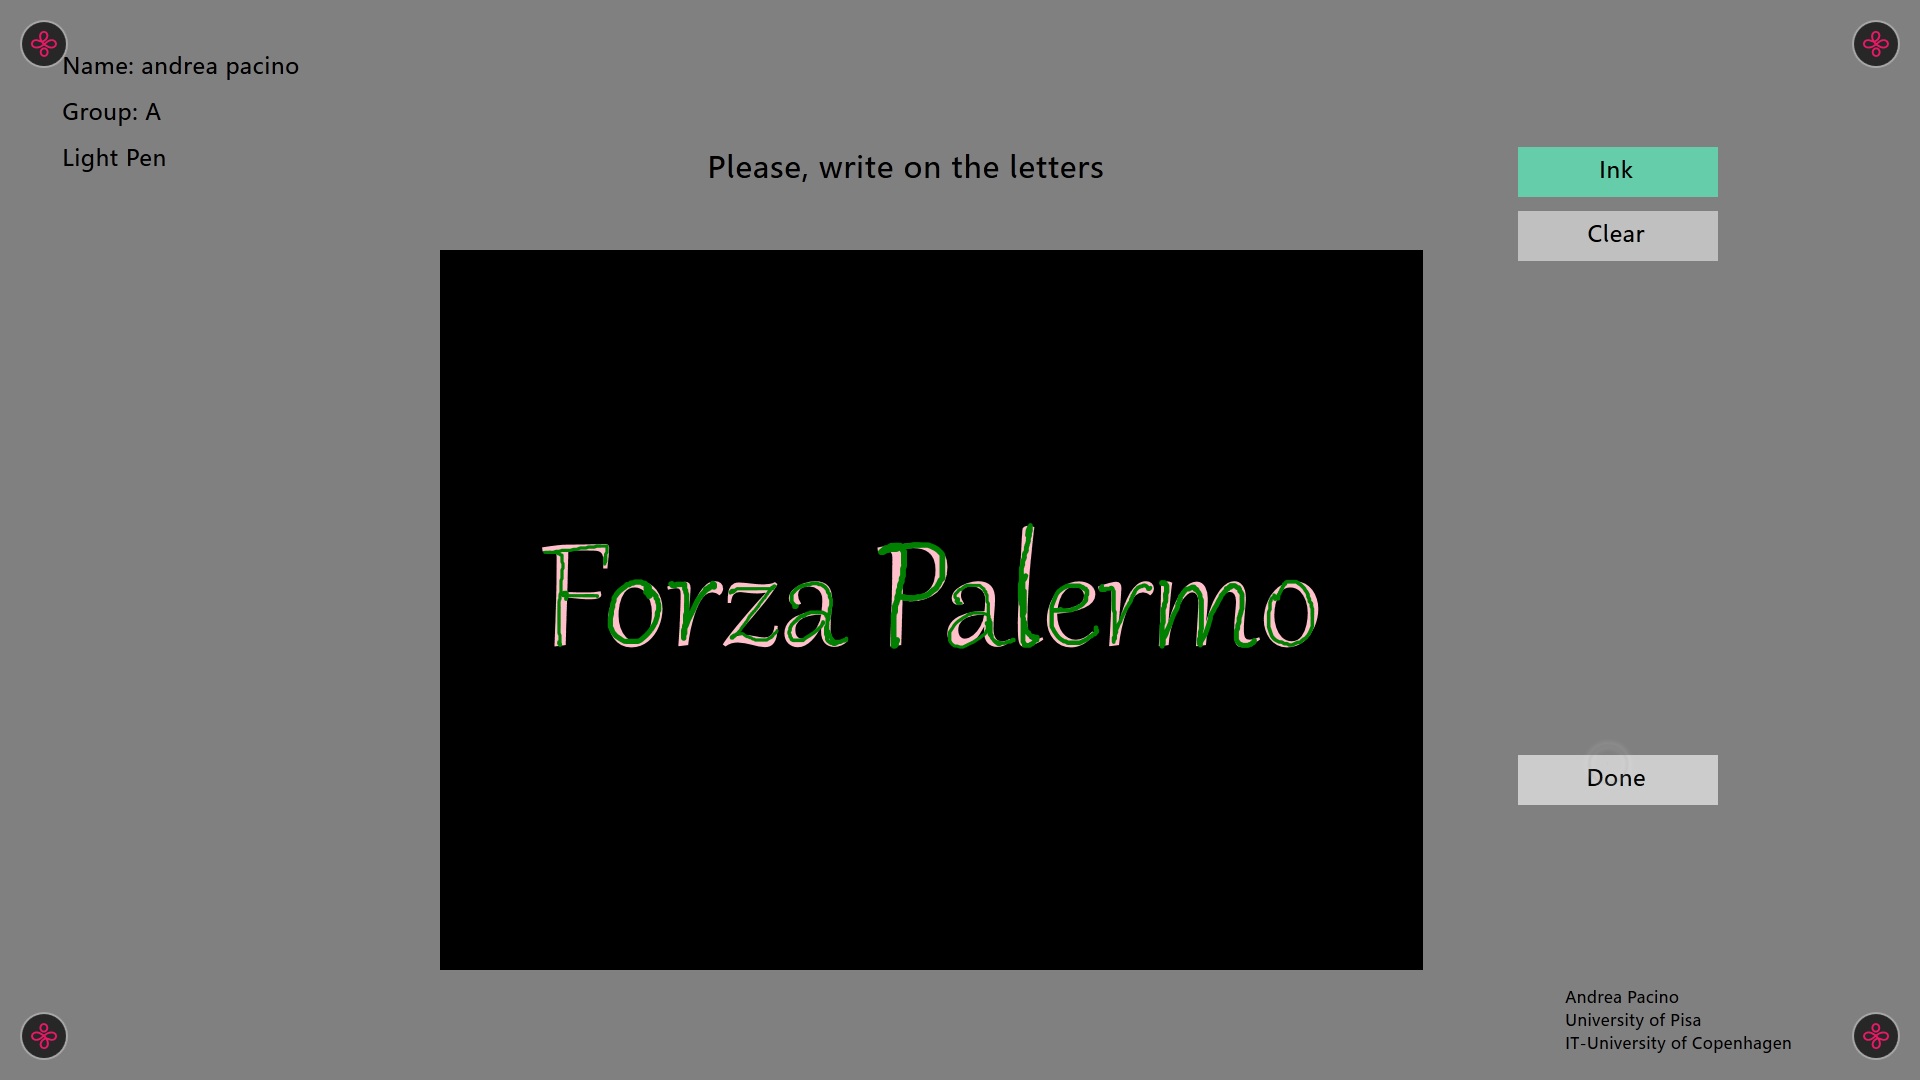 Name: andrea pacino
Group: A
Light Pen
Please, write on the letters
Ink
Clear
Forza Palermo
Done
Andrea Pacino
University of Pisa
IT-University of Copenhagen